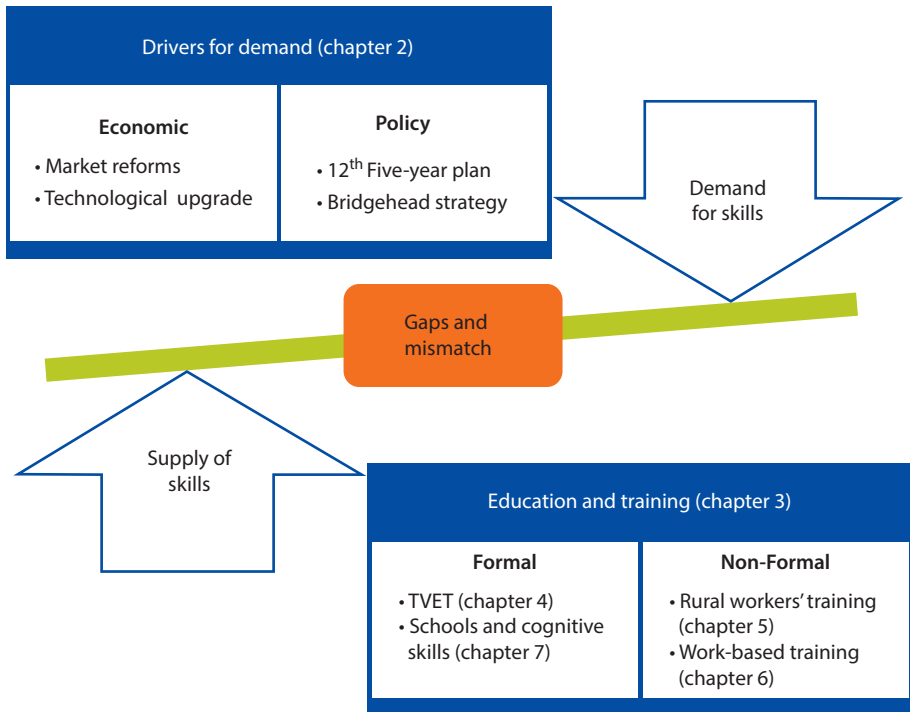 Drivers for demand (chapter 2)
Economic
• Market reforms
• Technological upgrade
Policy
• 12th Five-year plan
• Bridgehead strategy
Demand
for skills
Gaps and
mismatch
Supply of
skills
Education and training (chapter 3)
Formal
• TVET (chapter 4)
• Schools and cognitive
skills (chapter 7)
Non-Formal
• Rural workers’ training
(chapter 5)
• Work-based training
(chapter 6)